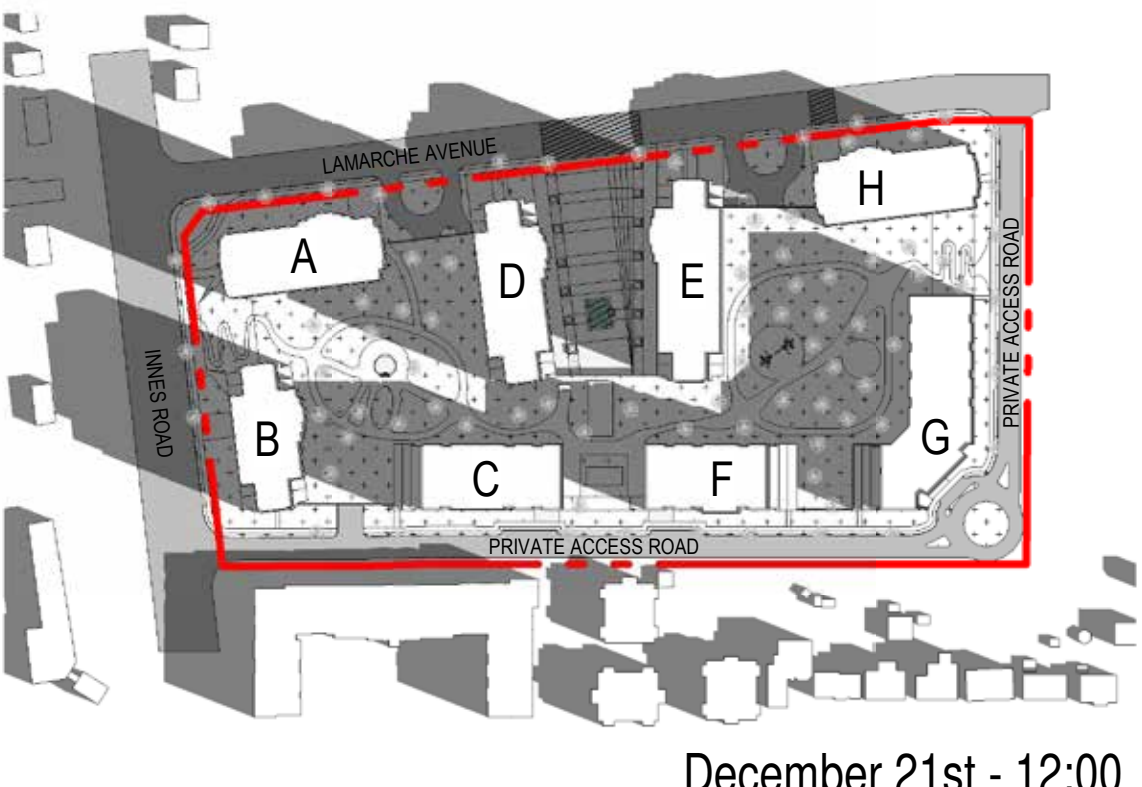 LAMARCHE AVENUE
H
A
PRIVATE ACCESS ROAD
D
E
INNES ROAD
B
G
C
F
PRIVATE ACCESS ROAD
December 21st - 12:00